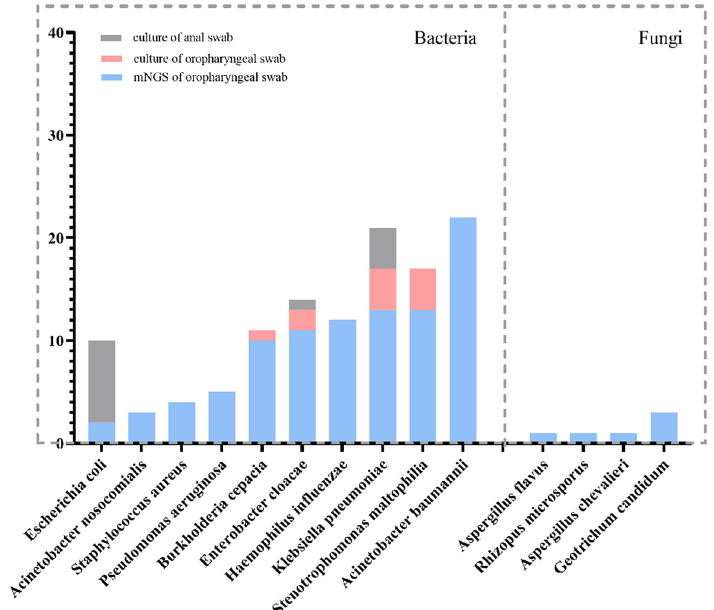 40
30
20
10
0
culture of anal swab
culture of oropharyngeal swab
mNGS of oropharyngeal swab
Bacteria
Fungi
Escherichia coli
Acinetobacter nosocomialis
Staphylococcus aureus
Pseudomonas aeruginosa
Burkholderia cepacia
Enterobacter cloacae
Haemophilus influenzae
Klebsiella pneumoniae
Stenotrophomonas maltophilia
Acinetobacter baumannii
Aspergillus flavus
Rhizopus microsporus
Aspergillus chevalieri
Geotrichum candidum